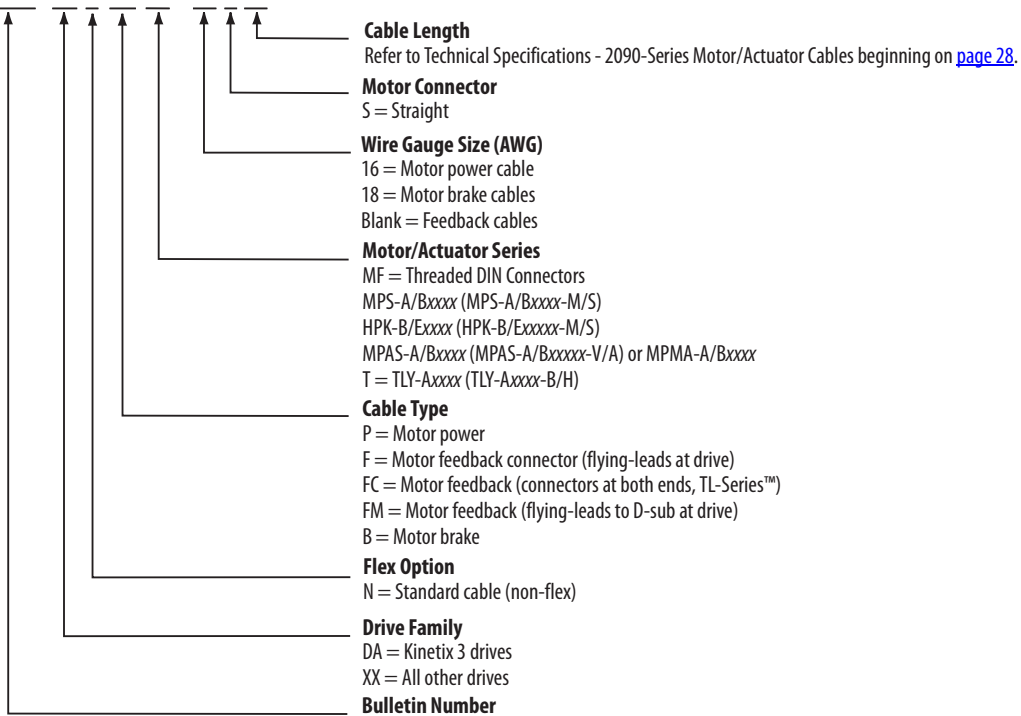 Cable Length
Refer to Technical Specifications - 2090-Series Motor/Actuator Cables beginning on page 28.
Motor Connector
S = Straight
Wire Gauge Size (AWG)
16 = Motor power cable
18 = Motor brake cables
Blank = Feedback cables
Motor/Actuator Series
MF = Threaded DIN Connectors
MPS-A/Bxxxx (MPS-A/Bxxxx-M/S)
HPK-B/Exxxx (HPK-B/Exxxxx-M/S)
MPAS-A/Bxxxx (MPAS-A/Bxxxxx-V/A) or MPMA-A/Bxxxx
T = TLY-Axxxx (TLY-Axxxx-B/H)
Cable Type
P = Motor power
F = Motor feedback connector (flying-leads at drive)
FC = Motor feedback (connectors at both ends, TL-Series™)
FM = Motor feedback (flying-leads to D-sub at drive)
B = Motor brake
Flex Option
N = Standard cable (non-flex)
Drive Family
DA = Kinetix 3 drives
XX = All other drives
Bulletin Number